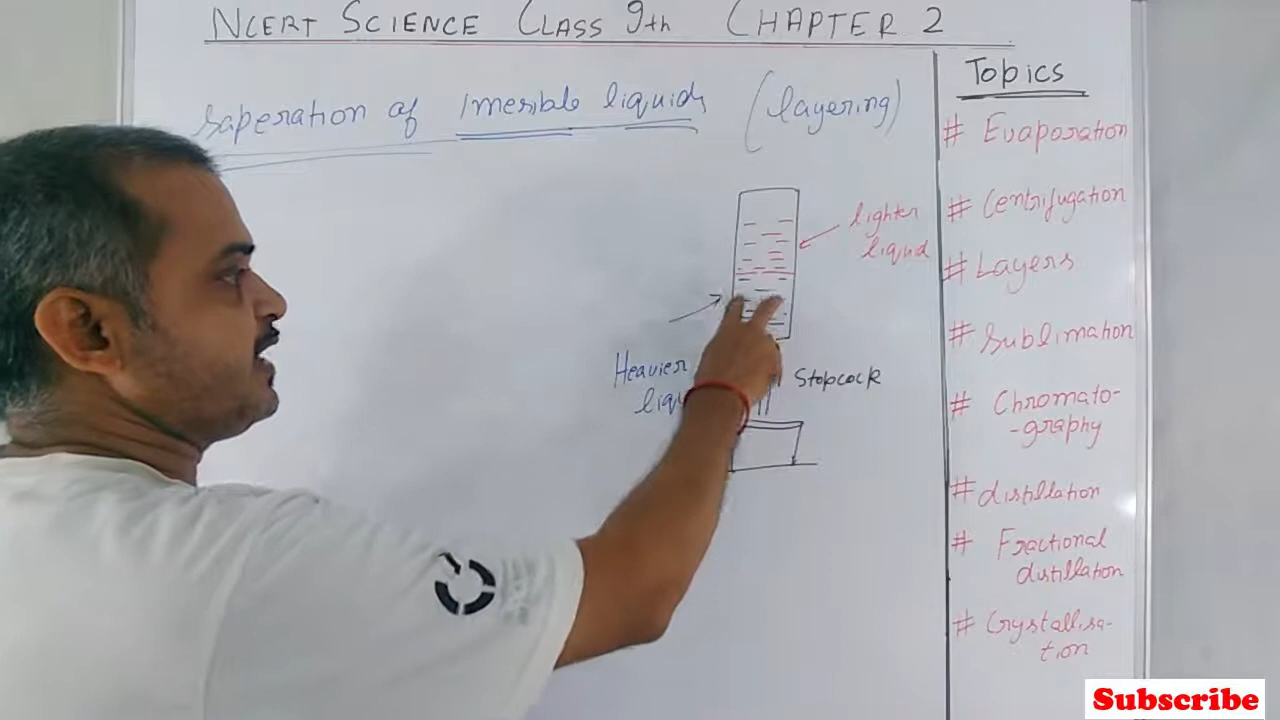 NCERT SCIENCE CLASS 9th CHAPTER 2
Saperation of Imesible liquids (layering)
lighter
liquid
Heavier
Stopcock
Topics
# Evaporation
# Centrifugation
# Layers
# Sublimation
# Chromato-
-graphy
# distillation
# Fractional
distillation
# Crystallisa-
tion
Subscribe